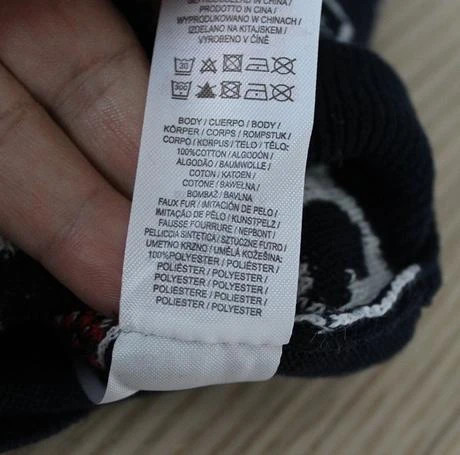 PRODOTTO IN CINA /
WYPRODUKOWANO W CHINACH /
IZDELANO NA KITAJSKEM /
VYROBENO V ČÍNĚ
30
BODY / CUERPO / BODY /
KÖRPER / CORPS / ROMPSTUK /
CORPO / KORPUS / TELO / TĚLO:
100%COTTON / ALGODÓN /
ALGODÃO / BAUMWOLLE /
COTON / KATOEN /
COTONE / BAWEŁNA /
BOMBAŽ / BAVLNA
FAUX FUR / IMITACIÓN DE PELO /
IMITAÇÃO DE PÊLO / KUNSTPELZ /
FAUSSE FOURRURE / NEPBONT /
PELLICCIA SINTETICA / SZTUCZNE FUTRO /
UMETNO KRZNO / UMĚLÁ KOŽEŠINA:
100%POLYESTER / POLIÉSTER /
POLIÉSTER / POLYESTER /
POLYESTER / POLYESTER /
POLIESTERE / POLIESTER /
POLIESTER / POLYESTER